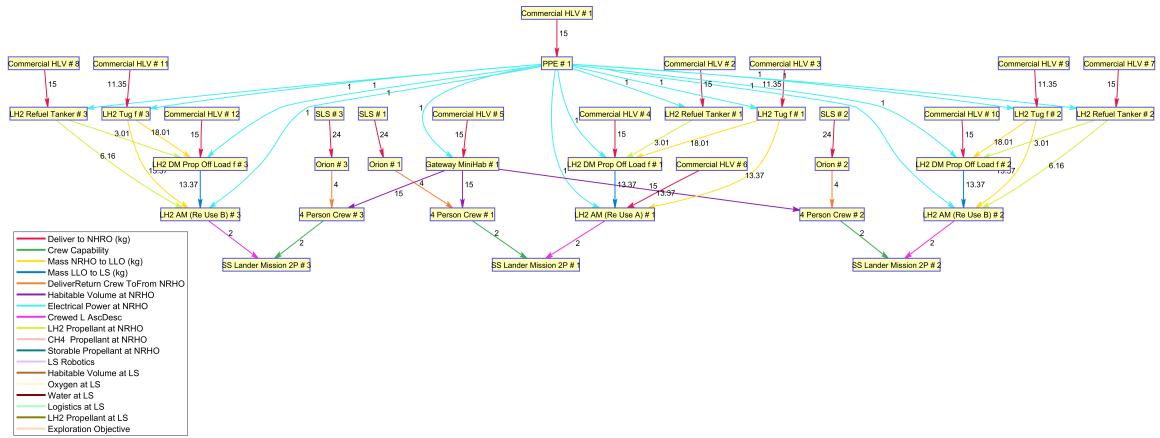 Commercial HLV # 1
15
Commercial HLV # 8
Commercial HLV # 11
PPE # 1
Commercial HLV # 2
Commercial HLV # 3
Commercial HLV # 9
Commercial HLV # 7
15
11.35
1
1
1
1
1
1
1
15
11.35
1
1
11.35
15
LH2 Refuel Tanker # 3
LH2 Tug f # 3
Commercial HLV # 12
SLS # 3
SLS # 1
Commercial HLV # 5
Commercial HLV # 4
LH2 Refuel Tanker # 1
LH2 Tug f # 1
SLS # 2
Commercial HLV # 10
LH2 Tug f # 2
LH2 Refuel Tanker # 2
3.01
18.01
15
24
24
1
15
15
3.01
18.01
24
1
15
18.01
3.01
6.16
LH2 DM Prop Off Load f # 3
Orion # 3
Orion # 1
Gateway MiniHab # 1
LH2 DM Prop Off Load f # 1
Commercial HLV # 6
Orion # 2
LH2 DM Prop Off Load f # 2
6.16
13.37
13.37
1
4
15
4
15
1
13.37
15
13.37
13.37
4
13.37
13.37
LH2 AM (Re Use B) # 3
4 Person Crew # 3
4 Person Crew # 1
LH2 AM (Re Use A) # 1
4 Person Crew # 2
LH2 AM (Re Use B) # 2
2
2
2
2
2
2
SS Lander Mission 2P # 3
SS Lander Mission 2P # 1
SS Lander Mission 2P # 2
Deliver to NHRO (kg)
Crew Capability
Mass NRHO to LLO (kg)
Mass LLO to LS (kg)
DeliverReturn Crew ToFrom NRHO
Habitable Volume at NRHO
Electrical Power at NRHO
Crewed L AscDesc
LH2 Propellant at NRHO
CH4 Propellant at NRHO
Storable Propellant at NRHO
LS Robotics
Habitable Volume at LS
Oxygen at LS
Water at LS
Logistics at LS
LH2 Propellant at LS
Exploration Objective